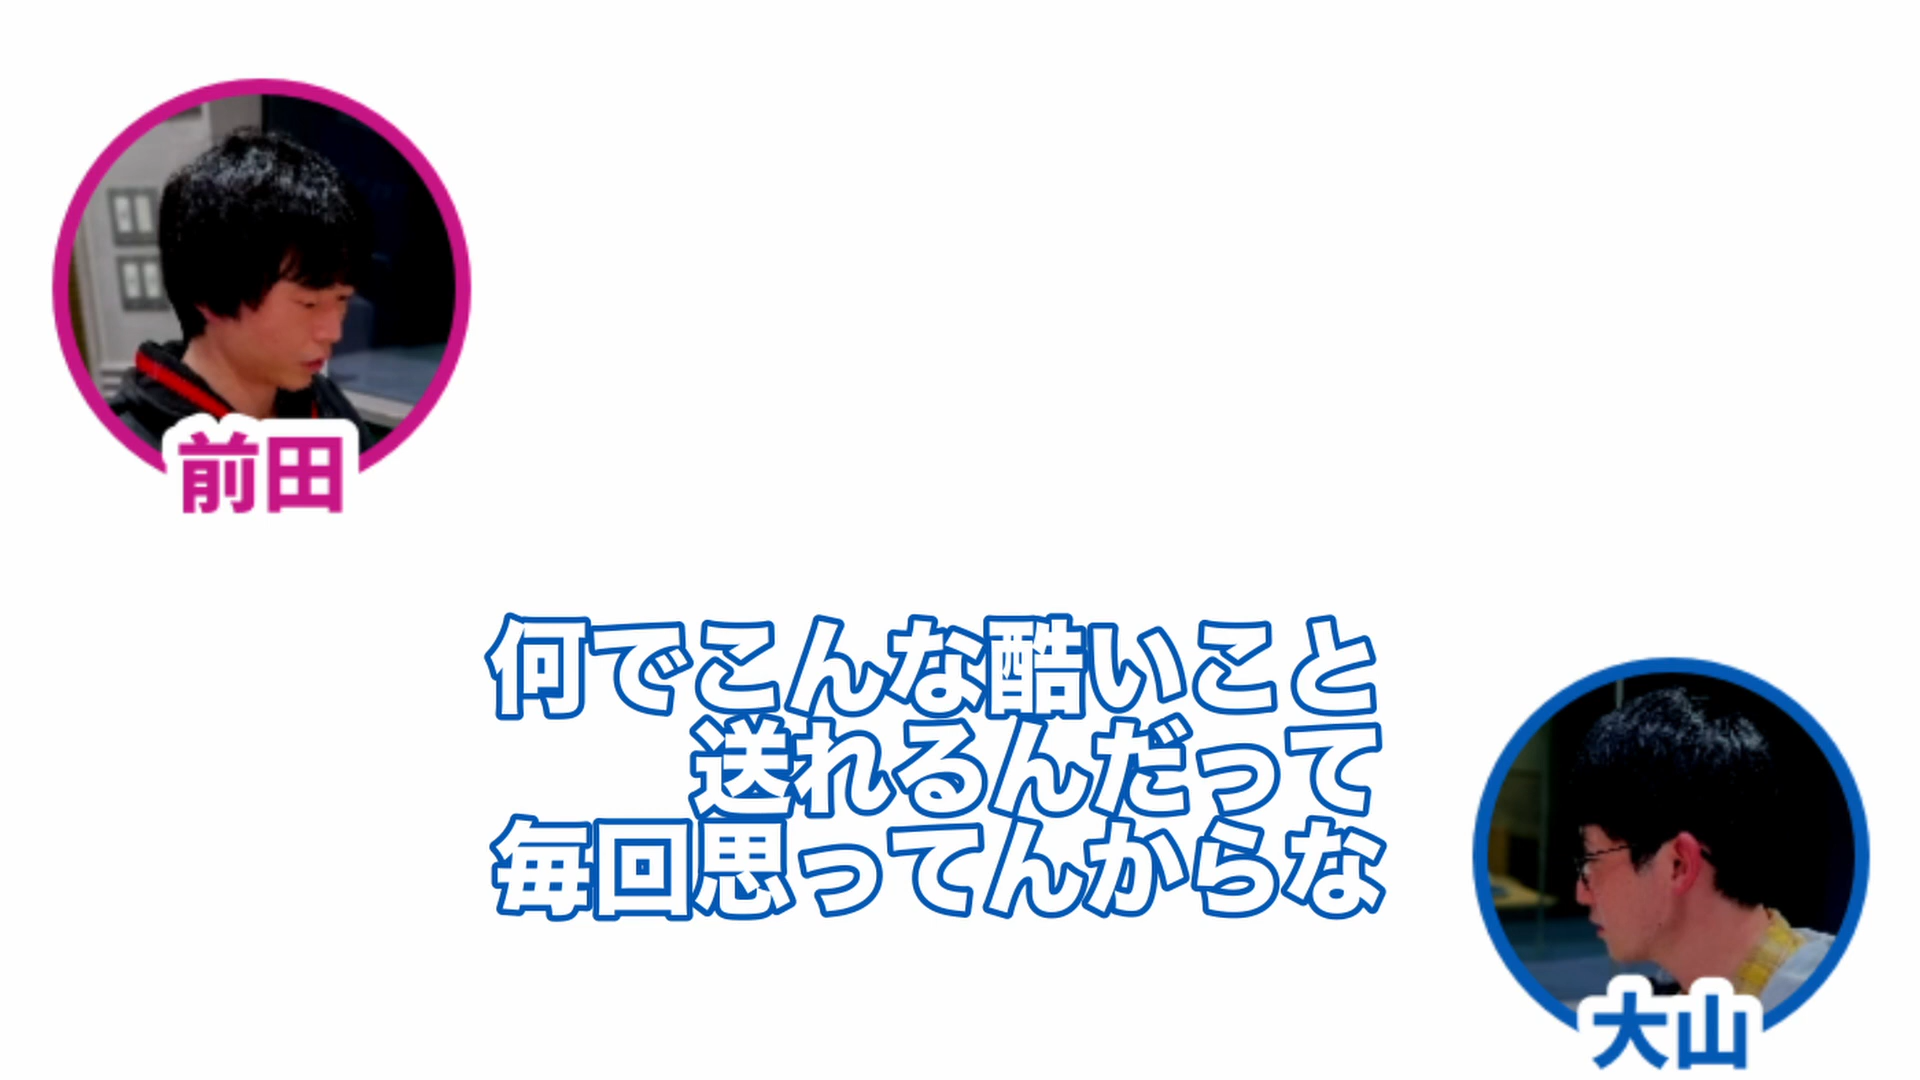 前田
何でこんな酷いこと
送れるんだって
毎回思ってんからな
大山